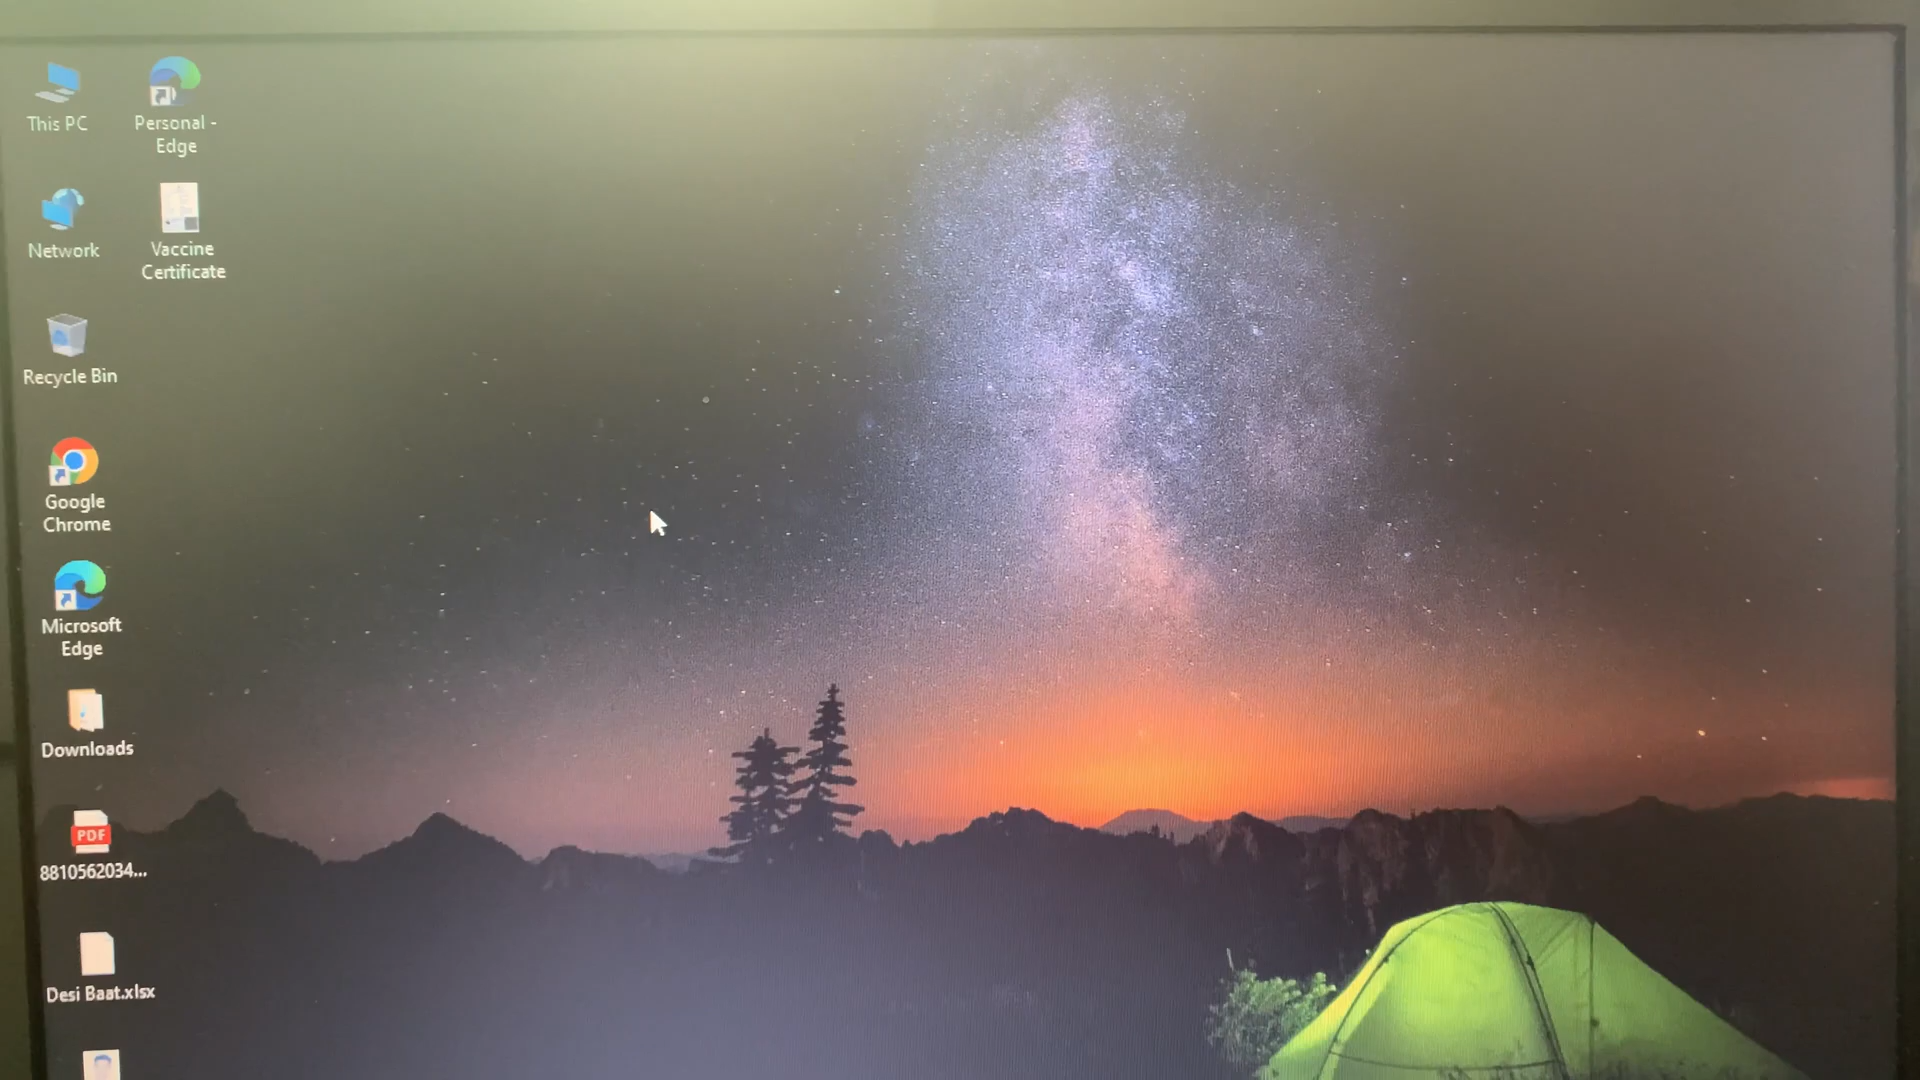 This PC
Personal -
Edge
Network
Vaccine
Certificate
Recycle Bin
Google
Chrome
Microsoft
Edge
Downloads
PDF
8810562034...
Desi Baat.xlsx